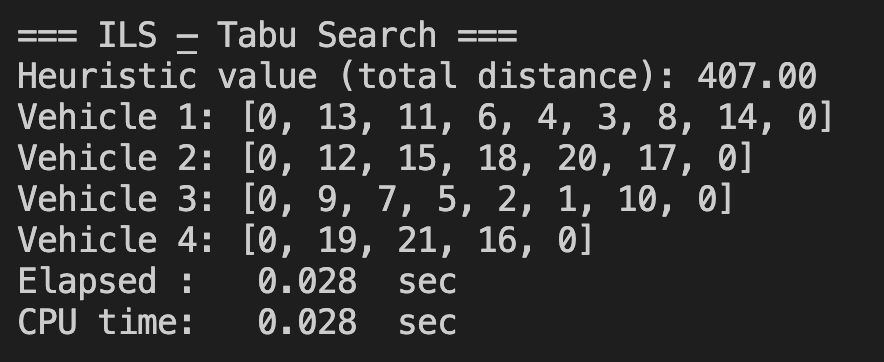 === ILS – Tabu Search ===
Heuristic value (total distance): 407.00
Vehicle 1: [0, 13, 11, 6, 4, 3, 8, 14, 0]
Vehicle 2: [0, 12, 15, 18, 20, 17, 0]
Vehicle 3: [0, 9, 7, 5, 2, 1, 10, 0]
Vehicle 4: [0, 19, 21, 16, 0]
Elapsed :   0.028  sec
CPU time:   0.028  sec